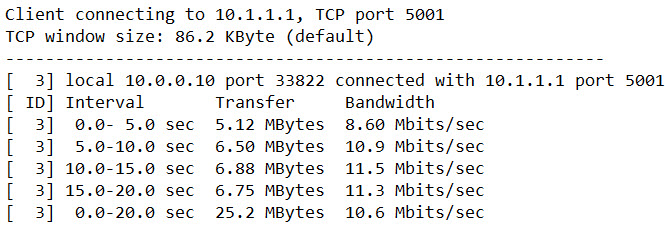 Client connecting to 10.1.1.1, TCP port 5001
TCP window size: 86.2 KByte (default)
------------------------------------------------------------
[  3] local 10.0.0.10 port 33822 connected with 10.1.1.1 port 5001
[ ID] Interval       Transfer     Bandwidth
[  3]  0.0- 5.0 sec  5.12 MBytes  8.60 Mbits/sec
[  3]  5.0-10.0 sec  6.50 MBytes  10.9 Mbits/sec
[  3] 10.0-15.0 sec  6.88 MBytes  11.5 Mbits/sec
[  3] 15.0-20.0 sec  6.75 MBytes  11.3 Mbits/sec
[  3]  0.0-20.0 sec  25.2 MBytes  10.6 Mbits/sec